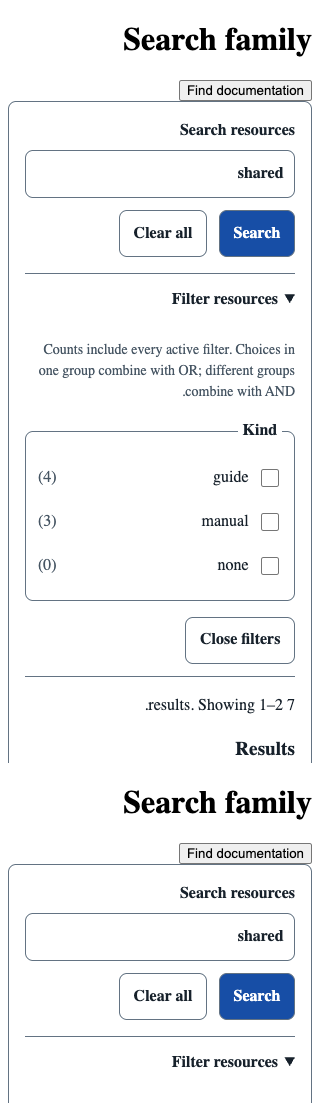 Search family
Find documentation
Search resources
shared
Search Clear all
Filter resources ▼
Counts include every active filter. Choices in
one group combine with OR; different groups
.combine with AND
Kind
guide (4)
manual (3)
none (0)
Close filters
.results. Showing 1–2 7
Results
Search family
Find documentation
Search resources
shared
Search Clear all
Filter resources ▼